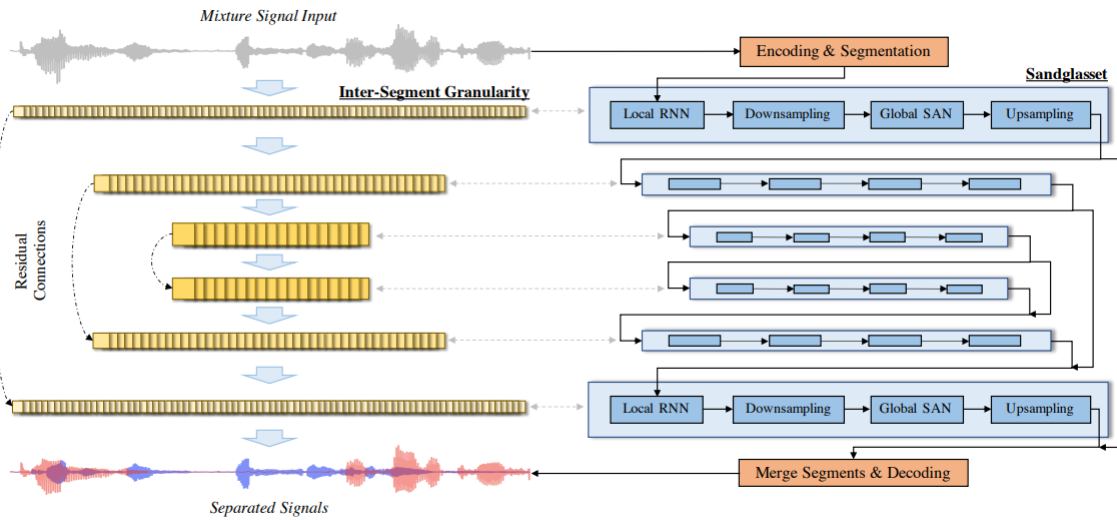 Mixture Signal Input
Encoding & Segmentation
Inter-Segment Granularity
Sandglasset
Local RNN
Downsampling
Global SAN
Upsampling
Residual
Connections
Local RNN
Downsampling
Global SAN
Upsampling
Merge Segments & Decoding
Separated Signals